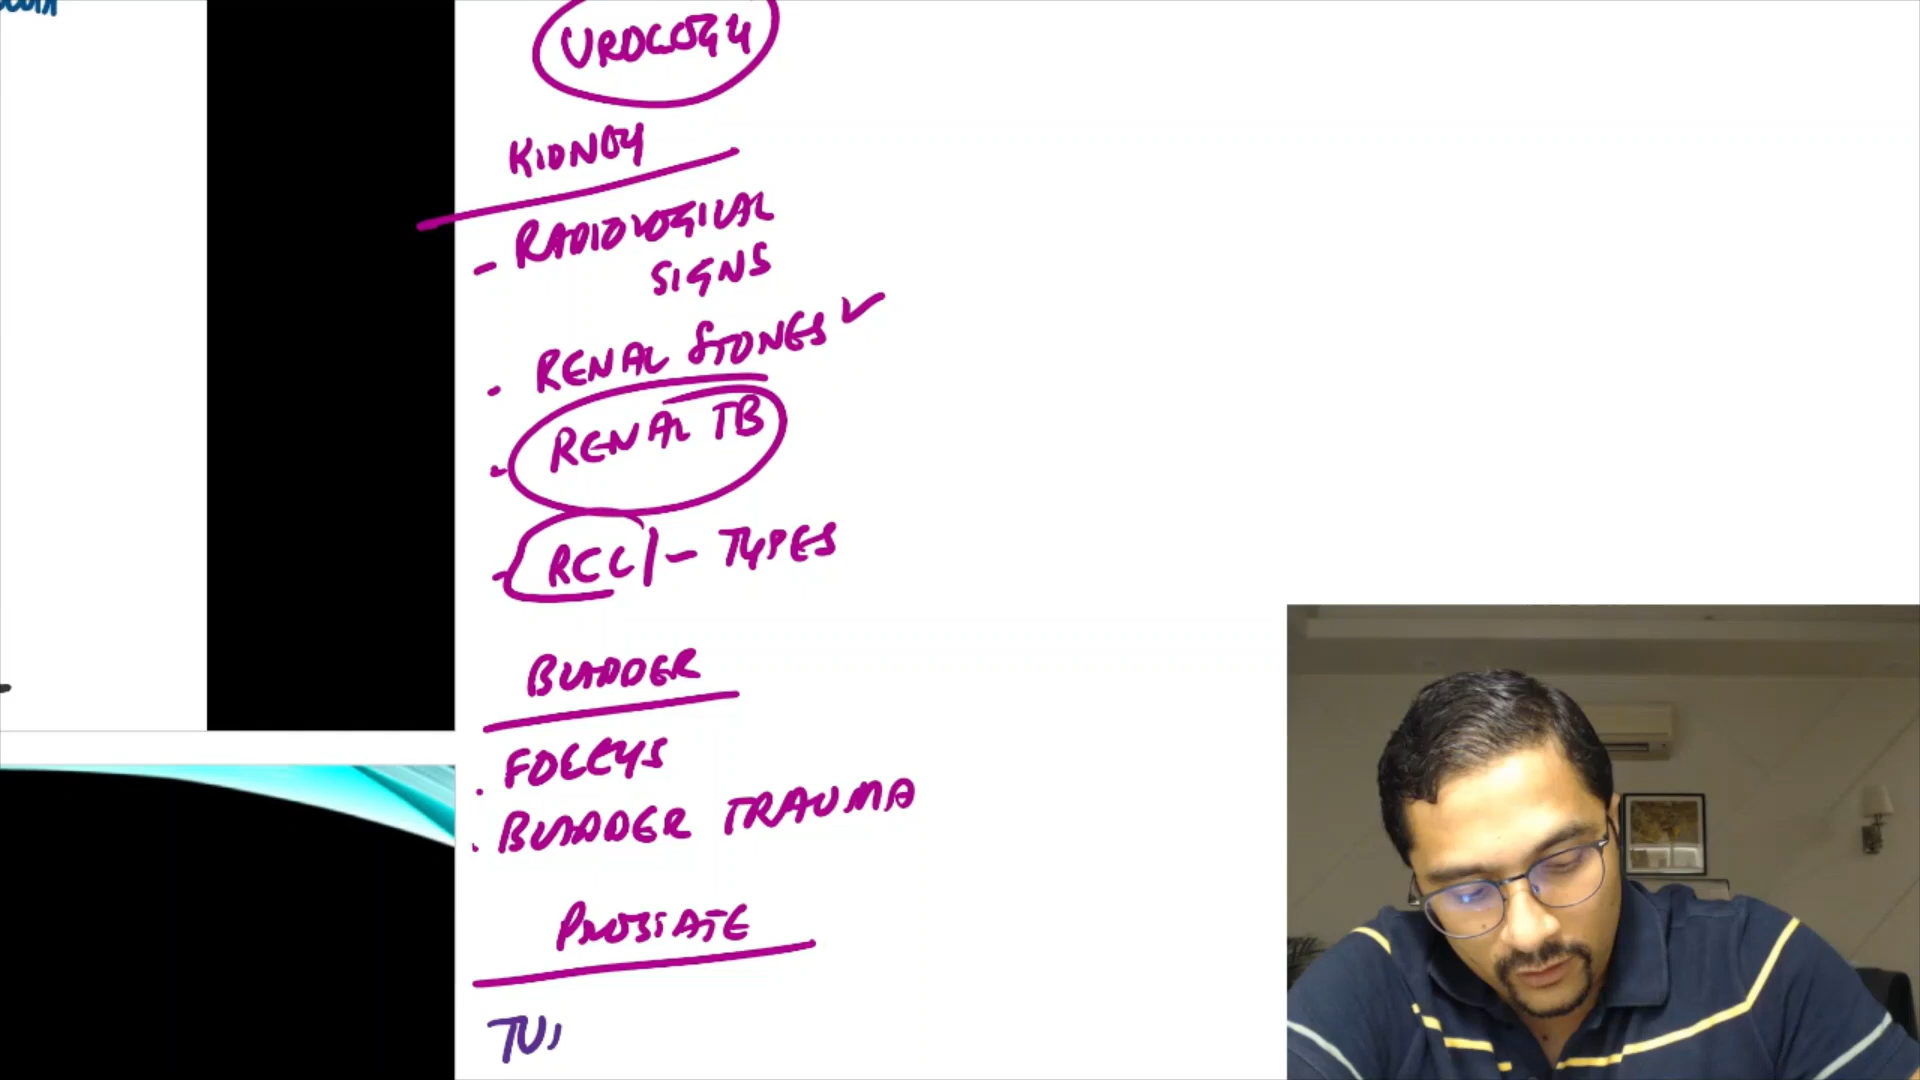 UROLOGY
KIDNEY
- RADIOLOGICAL
SIGNS
- RENAL STONES ✓
- RENAL TB
- RCC - TYPES
BLADDER
. FOLEYS
. BLADDER TRAUMA
PROSTATE
TU